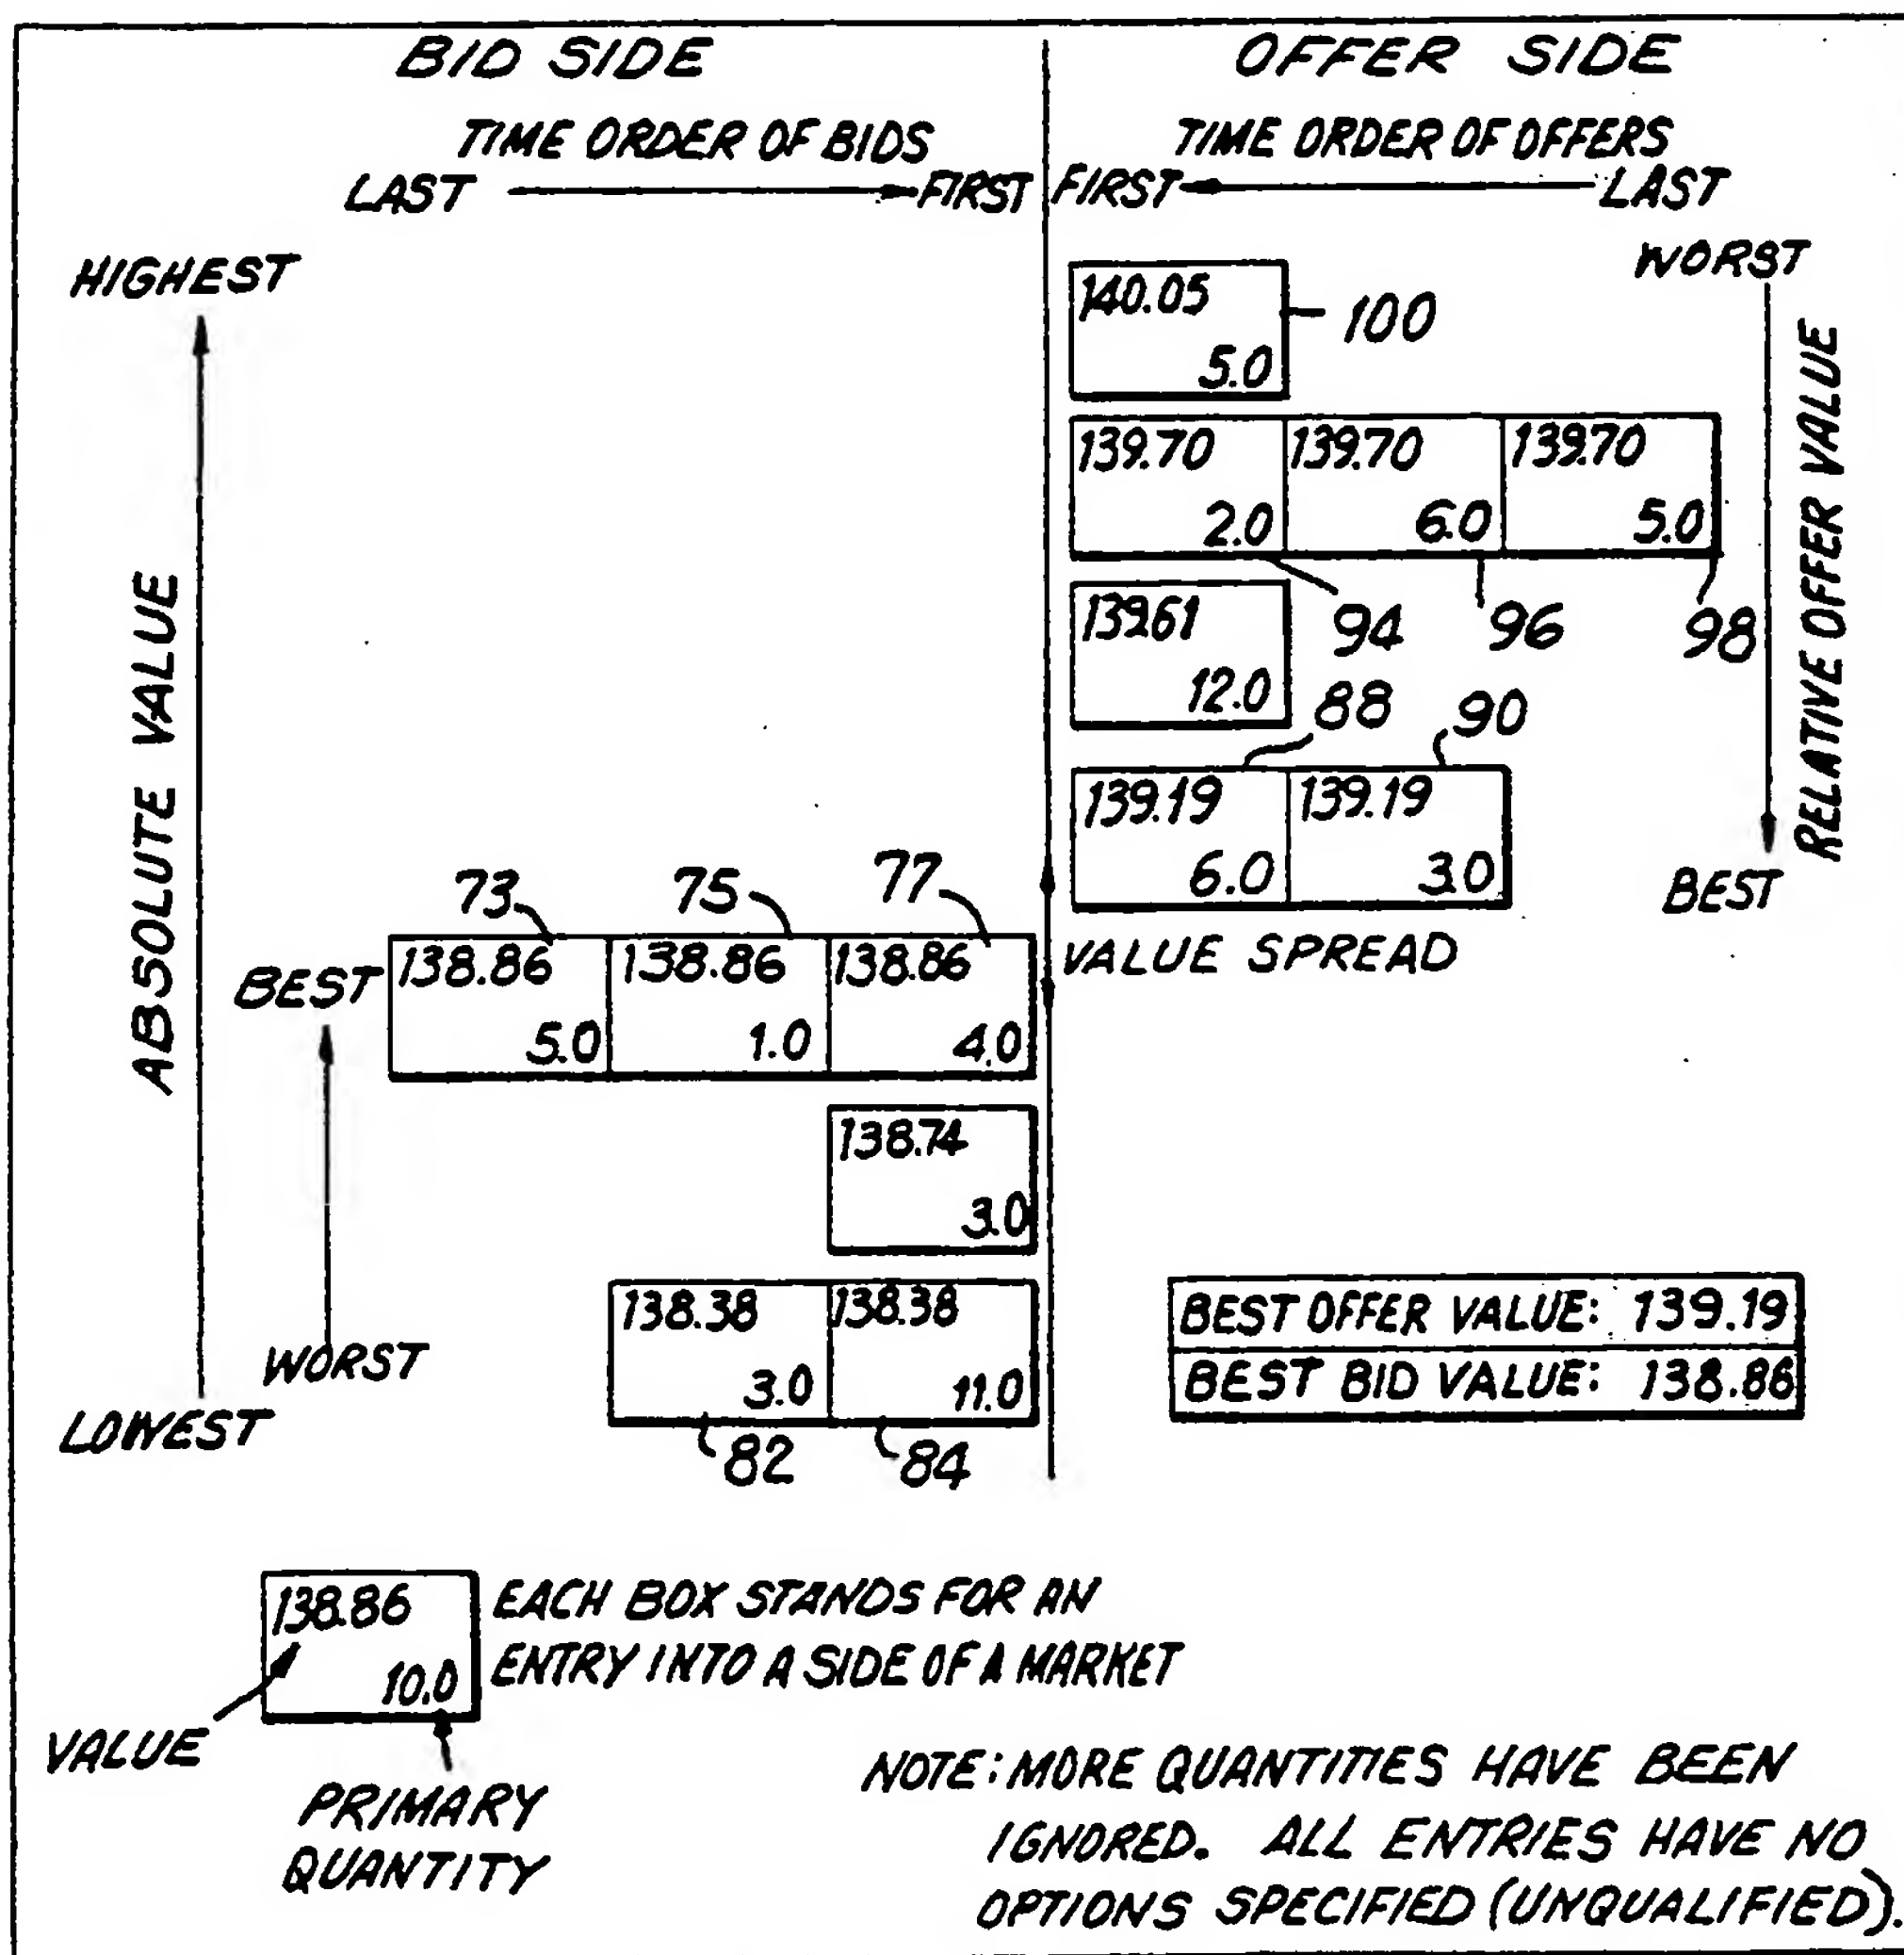 BID SIDE
OFFER SIDE
TIME ORDER OF BIDS
LAST FIRST
TIME ORDER OF OFFERS
FIRST LAST
HIGHEST
ABSOLUTE VALUE
LOWEST
WORST
RELATIVE OFFER VALUE
BEST
140.05
5.0
100
139.70 139.70 139.70
2.0 6.0 5.0
94 96 98
139.61
12.0
88 90
139.19 139.19
6.0 3.0
VALUE SPREAD
73 75 77
BEST
138.86 138.86 138.86
5.0 1.0 4.0
138.74
3.0
138.38 138.38
3.0 11.0
WORST
82 84
BEST OFFER VALUE: 139.19
BEST BID VALUE: 138.86
138.86
10.0
VALUE
PRIMARY
QUANTITY
EACH BOX STANDS FOR AN
ENTRY INTO A SIDE OF A MARKET
NOTE: MORE QUANTITIES HAVE BEEN
IGNORED. ALL ENTRIES HAVE NO
OPTIONS SPECIFIED (UNQUALIFIED).